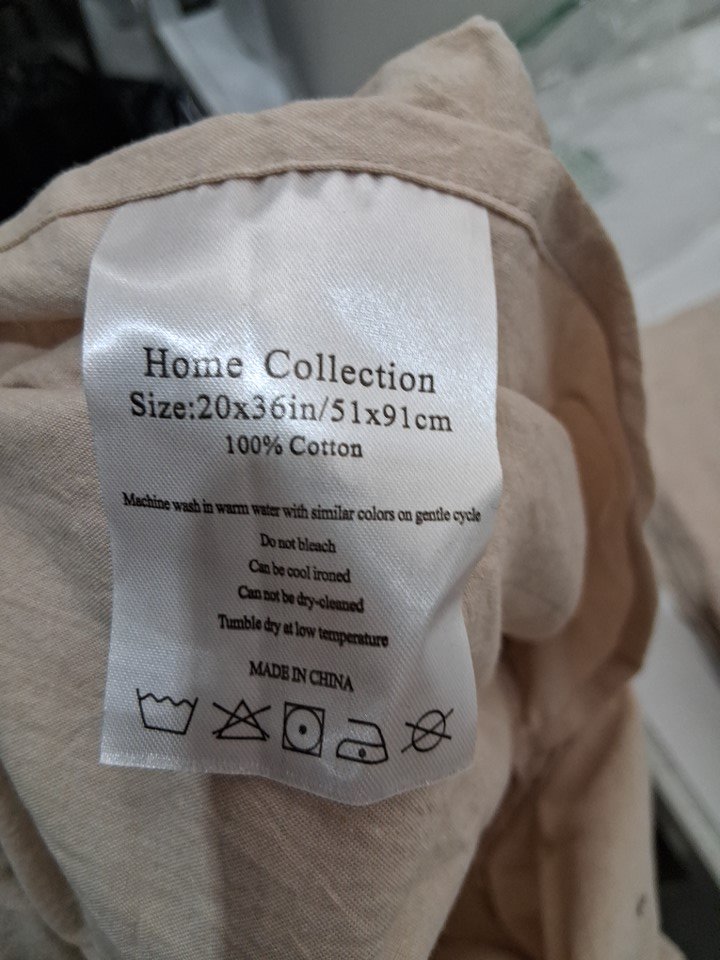 Home Collection
Size:20x36in/51x91cm
100% Cotton
Machine wash in warm water with similar colors on gentle cycle
Do not bleach
Can be cool ironed
Can not be dry-cleaned
Tumble dry at low temperature
MADE IN CHINA